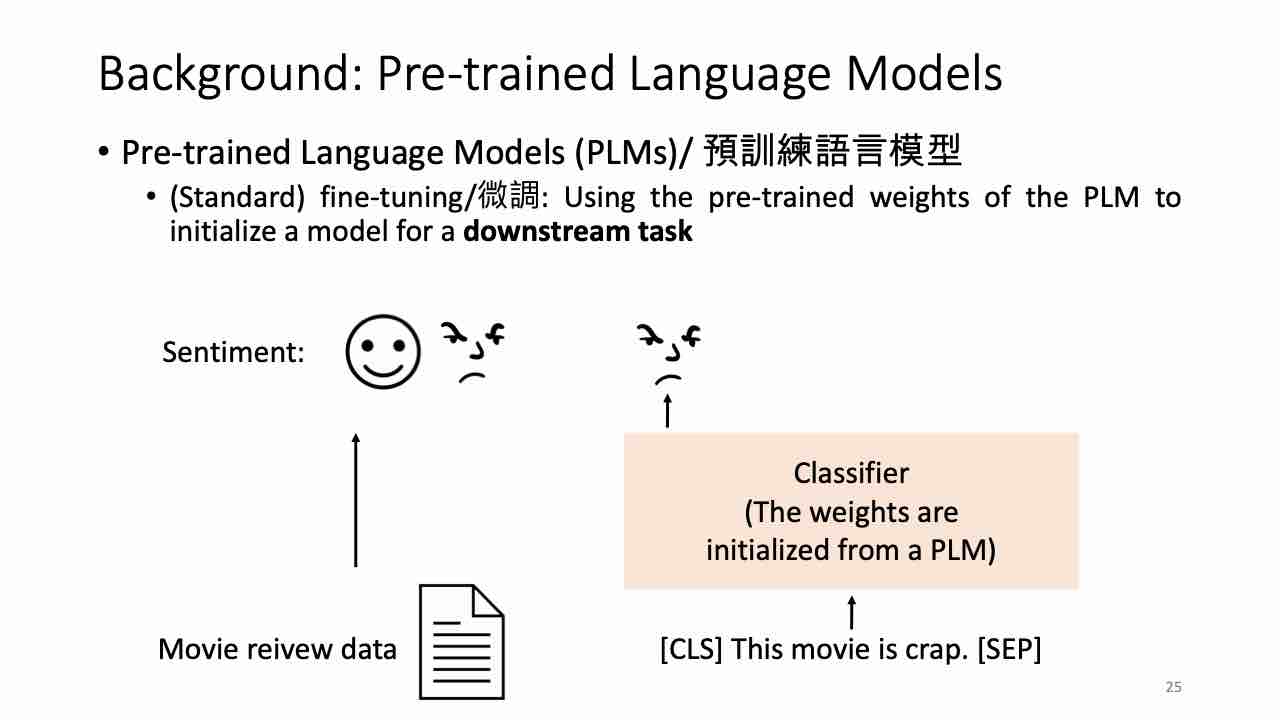 Background: Pre-trained Language Models
• Pre-trained Language Models (PLMs)/ 預訓練語言模型
• (Standard) fine-tuning/微調: Using the pre-trained weights of the PLM to
initialize a model for a downstream task
Sentiment:
Classifier
(The weights are
initialized from a PLM)
Movie reivew data
[CLS] This movie is crap. [SEP]
25